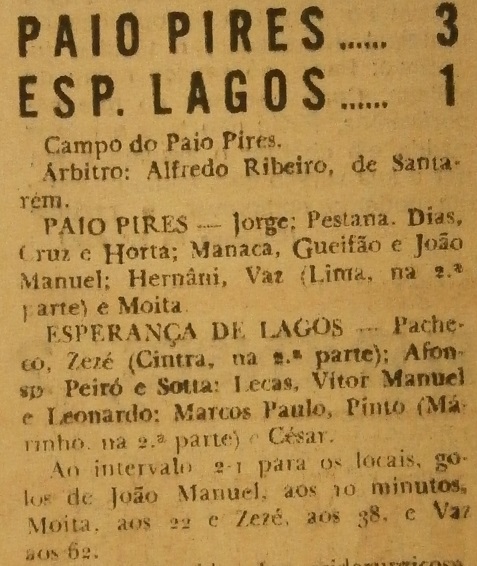 PAIO PIRES ...... 3
ESP. LAGOS ...... 1
Campo do Paio Pires.
Árbitro: Alfredo Ribeiro, de Santa-
rém.
PAIO PIRES — Jorge; Pestana. Dias,
Cruz e Horta; Manaca, Gueifão e João
Manuel; Hernâni, Vaz (Lima, na 2.ª
parte) e Moita.
ESPERANÇA DE LAGOS — Pache-
co, Zezé (Cintra, na 2.ª parte); Afon-
so Peiró e Sotta: Lecas, Vítor Manuel
e Leonardo; Marcos Paulo, Pinto (Má-
rinho, na 2.ª parte) e César.
Ao intervalo 2-1 para os locais, go-
los de João Manuel, aos 10 minutos,
Moita, aos 22 e Zezé, aos 38, e Vaz
aos 62.